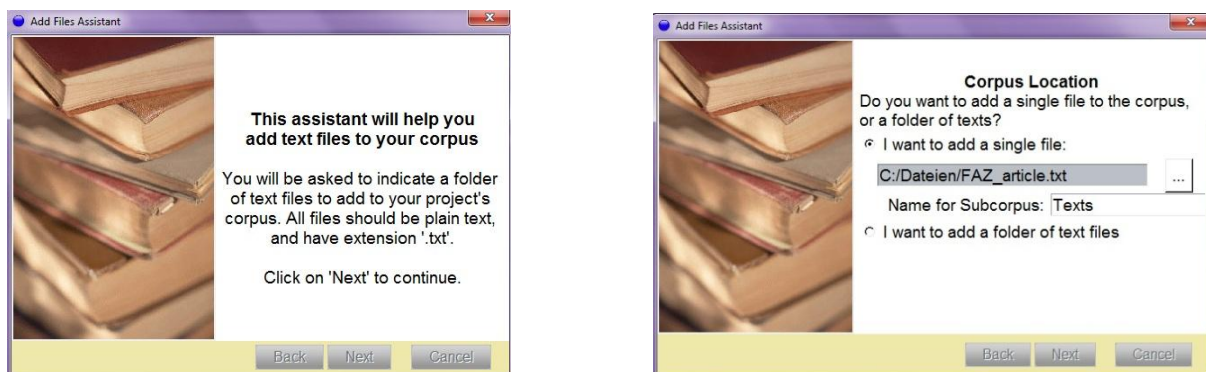 Add Files Assistant
This assistant will help you
add text files to your corpus
You will be asked to indicate a folder
of text files to add to your project's
corpus. All files should be plain text,
and have extension '.txt'.
Click on 'Next' to continue.
Back Next Cancel
Add Files Assistant
Corpus Location
Do you want to add a single file to the corpus,
or a folder of texts?
I want to add a single file:
C:/Dateien/FAZ_article.txt ...
Name for Subcorpus: Texts
I want to add a folder of text files
Back Next Cancel